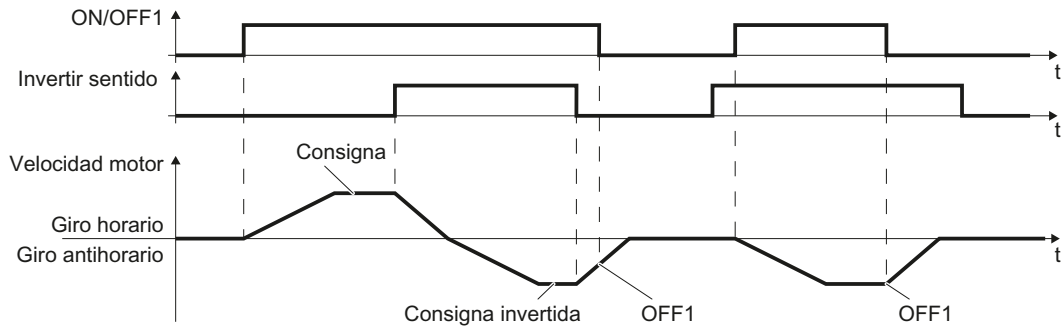 ON/OFF1
t
Invertir sentido
t
Velocidad motor
Consigna
Giro horario
Giro antihorario
t
Consigna invertida
OFF1
OFF1